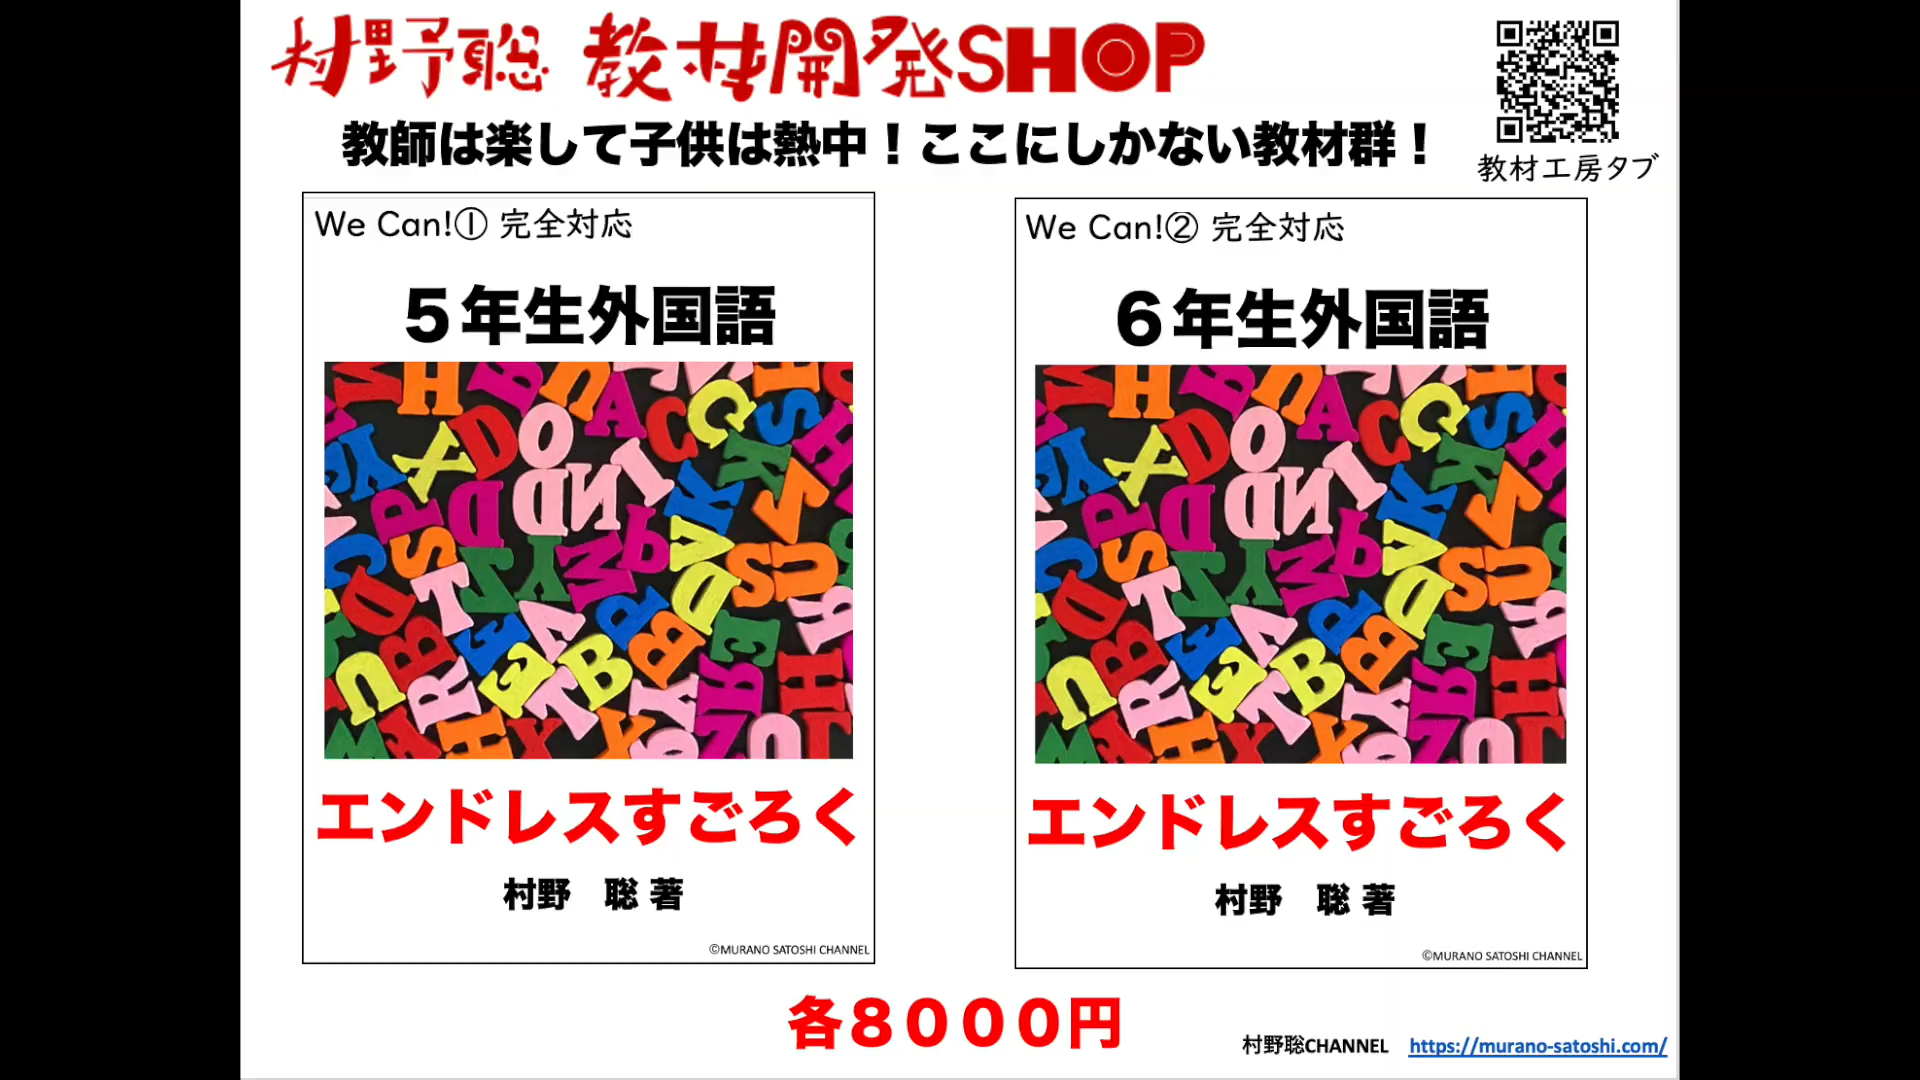 村野聡 教材開発SHOP
教師は楽して子供は熱中！ここにしかない教材群！
教材工房タブ
We Can!① 完全対応
５年生外国語
エンドレスすごろく
村野　聡 著
©MURANO SATOSHI CHANNEL
We Can!② 完全対応
６年生外国語
エンドレスすごろく
村野　聡 著
©MURANO SATOSHI CHANNEL
各８０００円
村野聡CHANNEL https://murano-satoshi.com/